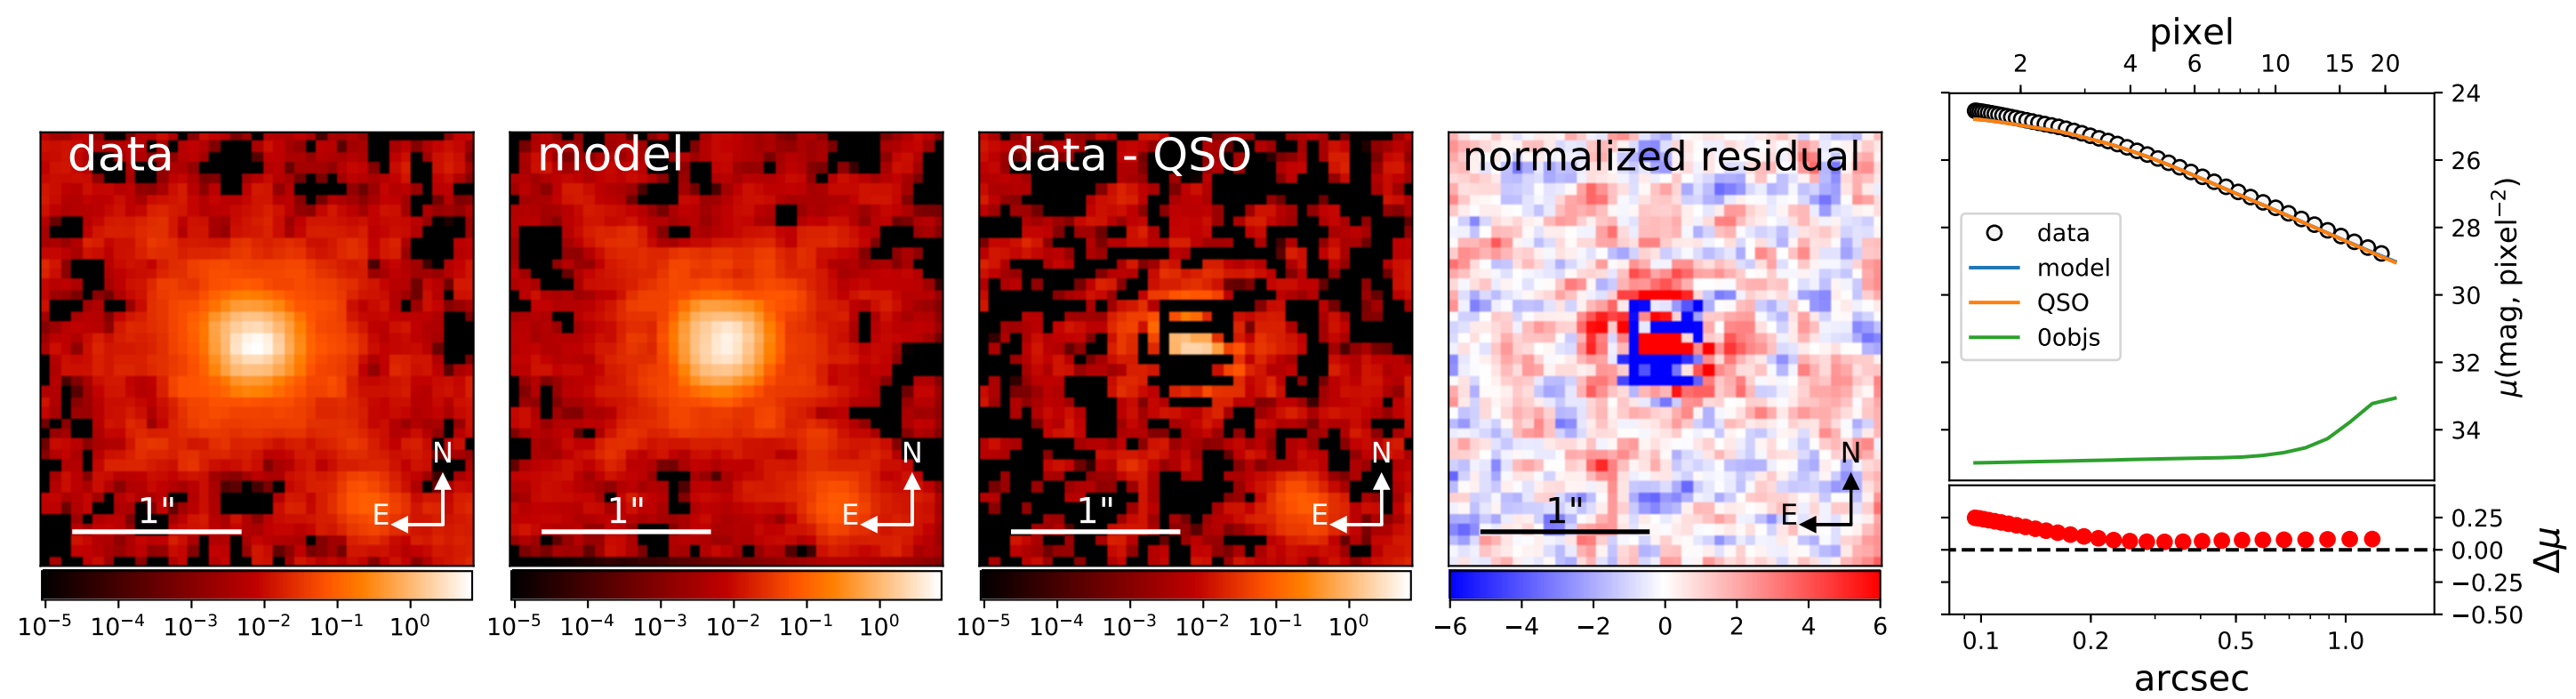 data
N
E
1"
10⁻⁵ 10⁻⁴ 10⁻³ 10⁻² 10⁻¹ 10⁰
model
N
E
1"
10⁻⁵ 10⁻⁴ 10⁻³ 10⁻² 10⁻¹ 10⁰
data - QSO
N
E
1"
10⁻⁵ 10⁻⁴ 10⁻³ 10⁻² 10⁻¹ 10⁰
normalized residual
N
E
1"
−6 −4 −2 0 2 4 6
pixel
2 4 6 10 15 20
24
26
28
30
32
34
μ(mag, pixel⁻²)
data
model
QSO
0objs
0.25
0.00
−0.25
−0.50
Δμ
0.1 0.2 0.5 1.0
arcsec